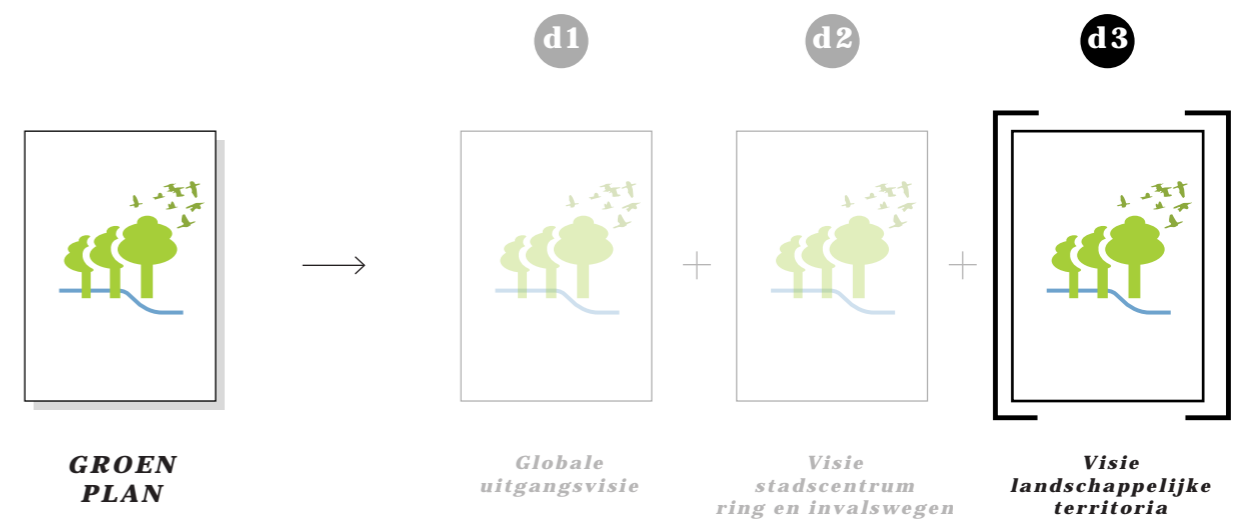 d1
d2
d3
GROEN
PLAN
Globale
uitgangsvisie
Visie
stadscentrum
ring en invalswegen
Visie
landschappelijke
territoria